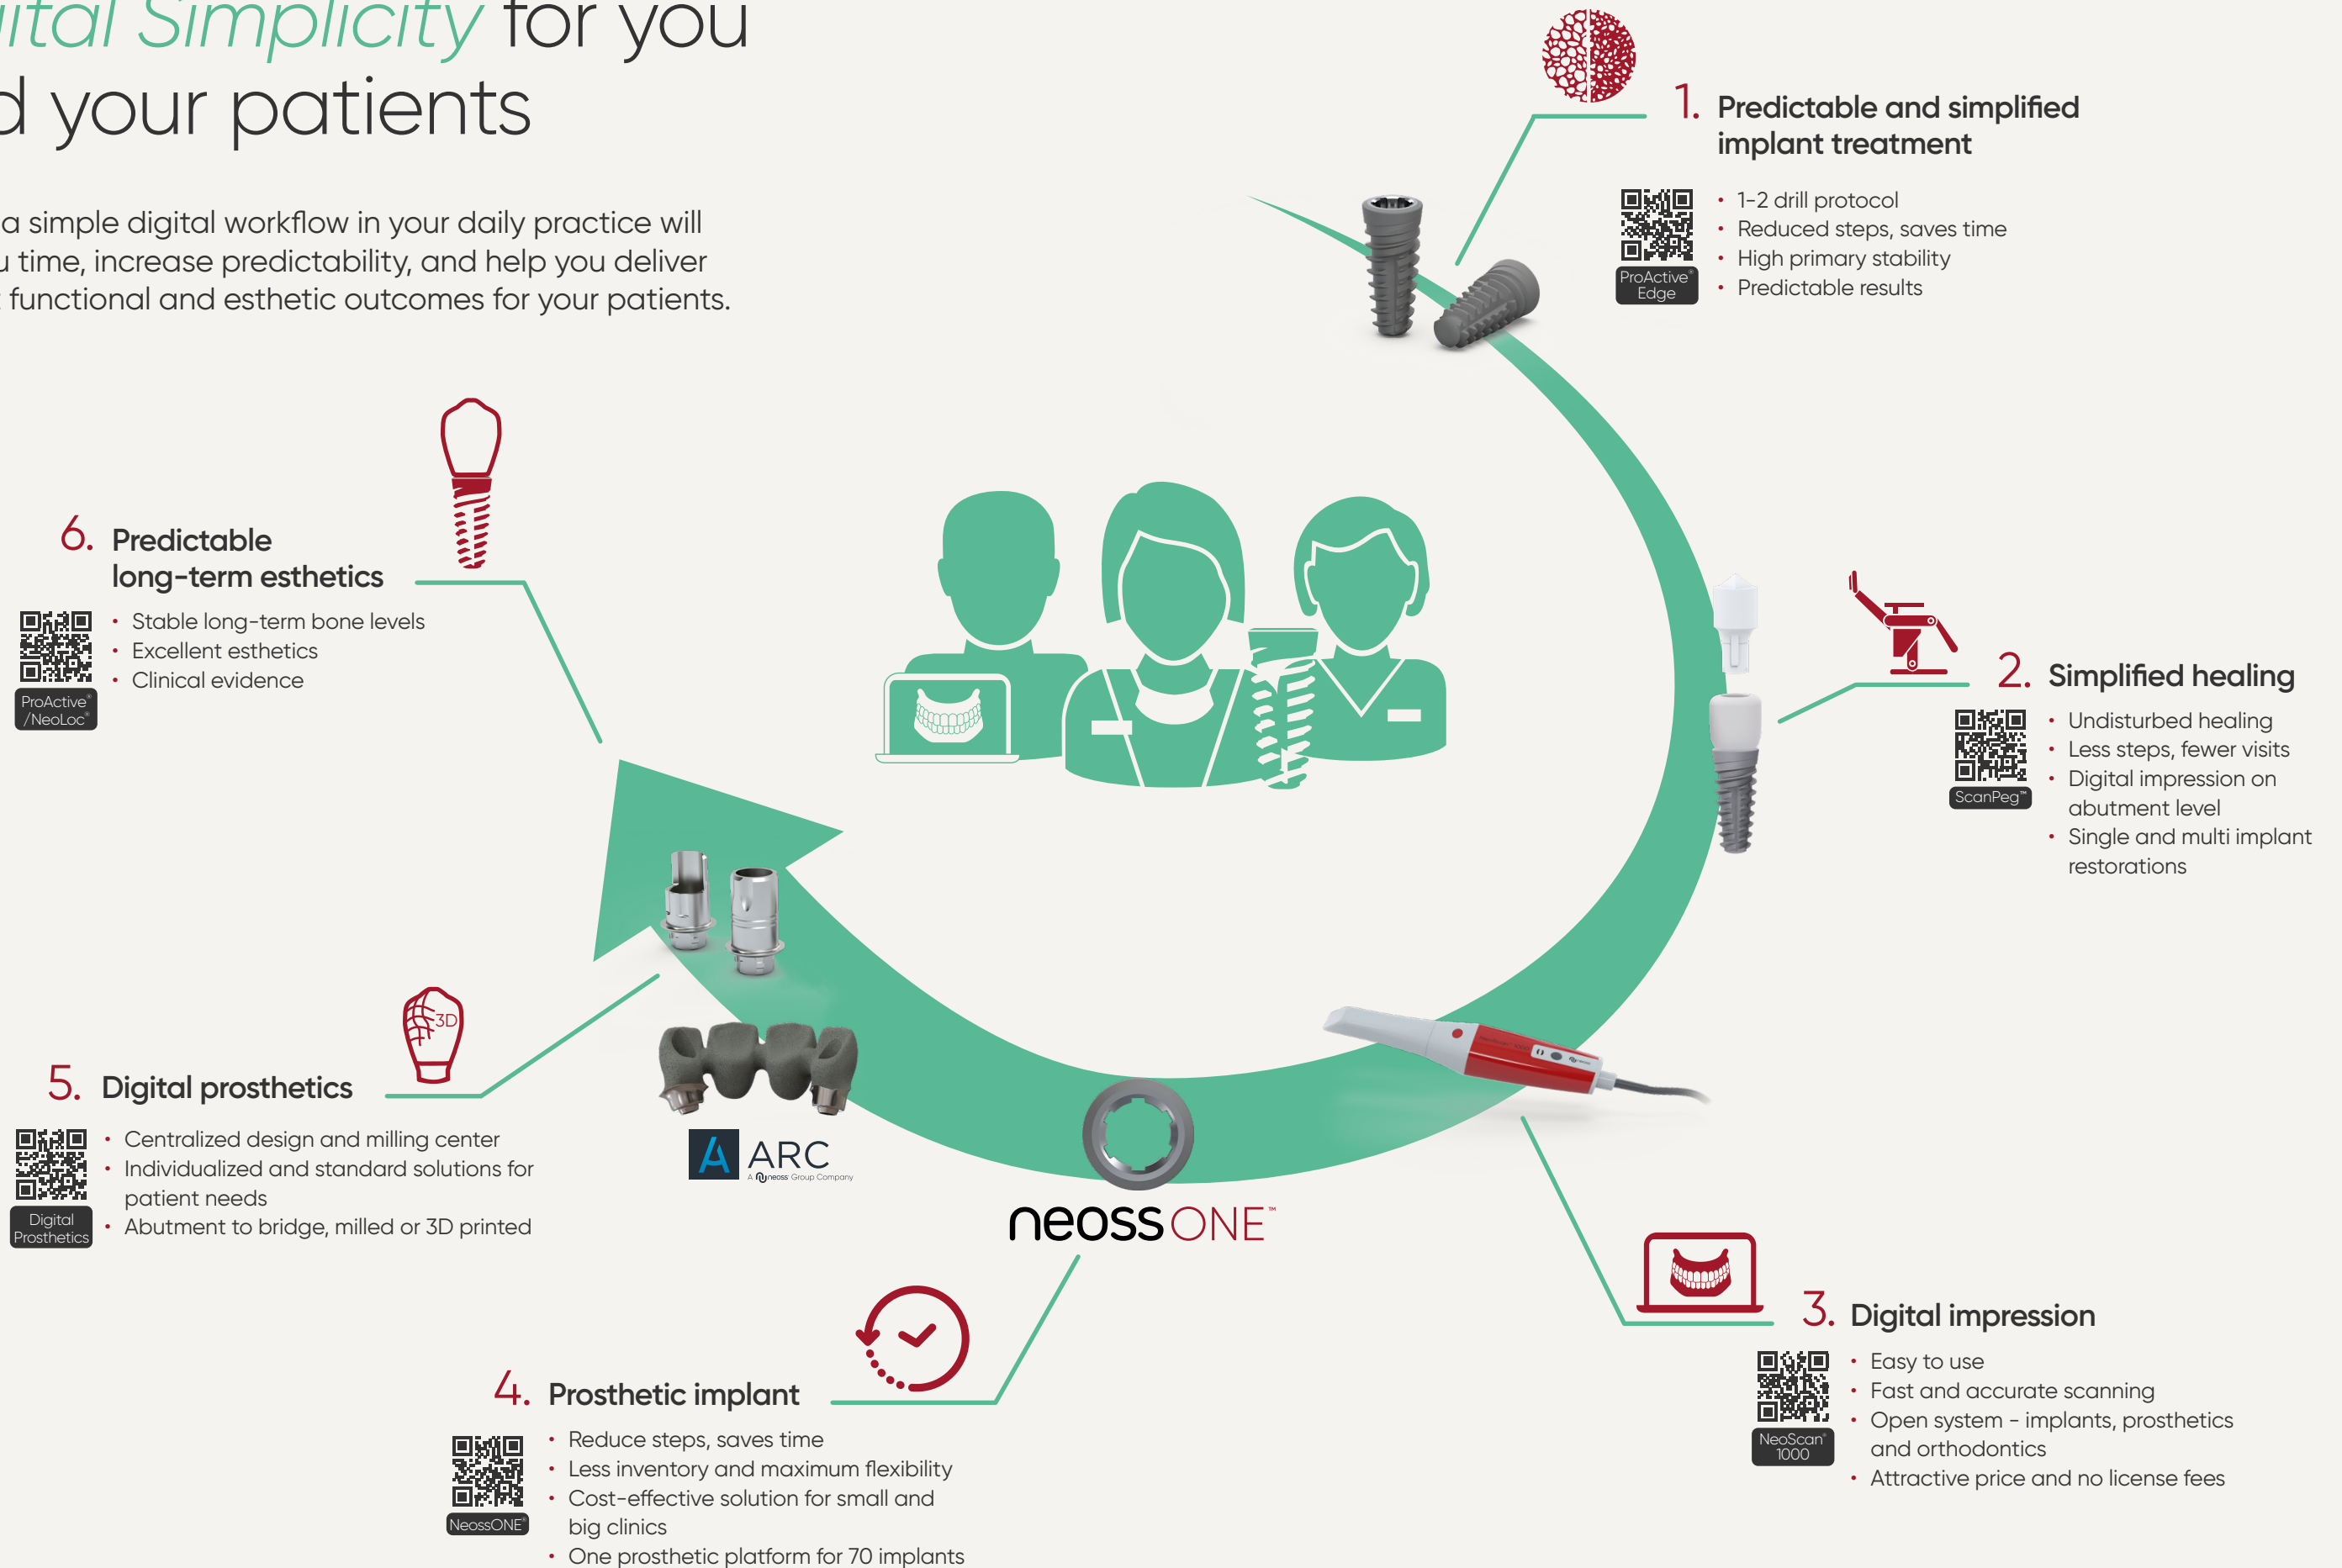 ital Simplicity for you
d your patients
a simple digital workflow in your daily practice will
u time, increase predictability, and help you deliver
t functional and esthetic outcomes for your patients.
1. Predictable and simplified
implant treatment
• 1-2 drill protocol
• Reduced steps, saves time
• High primary stability
• Predictable results
ProActive®
Edge
2. Simplified healing
• Undisturbed healing
• Less steps, fewer visits
• Digital impression on
abutment level
• Single and multi implant
restorations
ScanPeg™
3. Digital impression
• Easy to use
• Fast and accurate scanning
• Open system - implants, prosthetics
and orthodontics
• Attractive price and no license fees
NeoScan®
1000
neoss ONE™
4. Prosthetic implant
• Reduce steps, saves time
• Less inventory and maximum flexibility
• Cost-effective solution for small and
big clinics
• One prosthetic platform for 70 implants
NeossONE®
ARC
A neoss Group Company
3D
5. Digital prosthetics
• Centralized design and milling center
• Individualized and standard solutions for
patient needs
• Abutment to bridge, milled or 3D printed
Digital
Prosthetics
6. Predictable
long-term esthetics
• Stable long-term bone levels
• Excellent esthetics
• Clinical evidence
ProActive®
/NeoLoc®